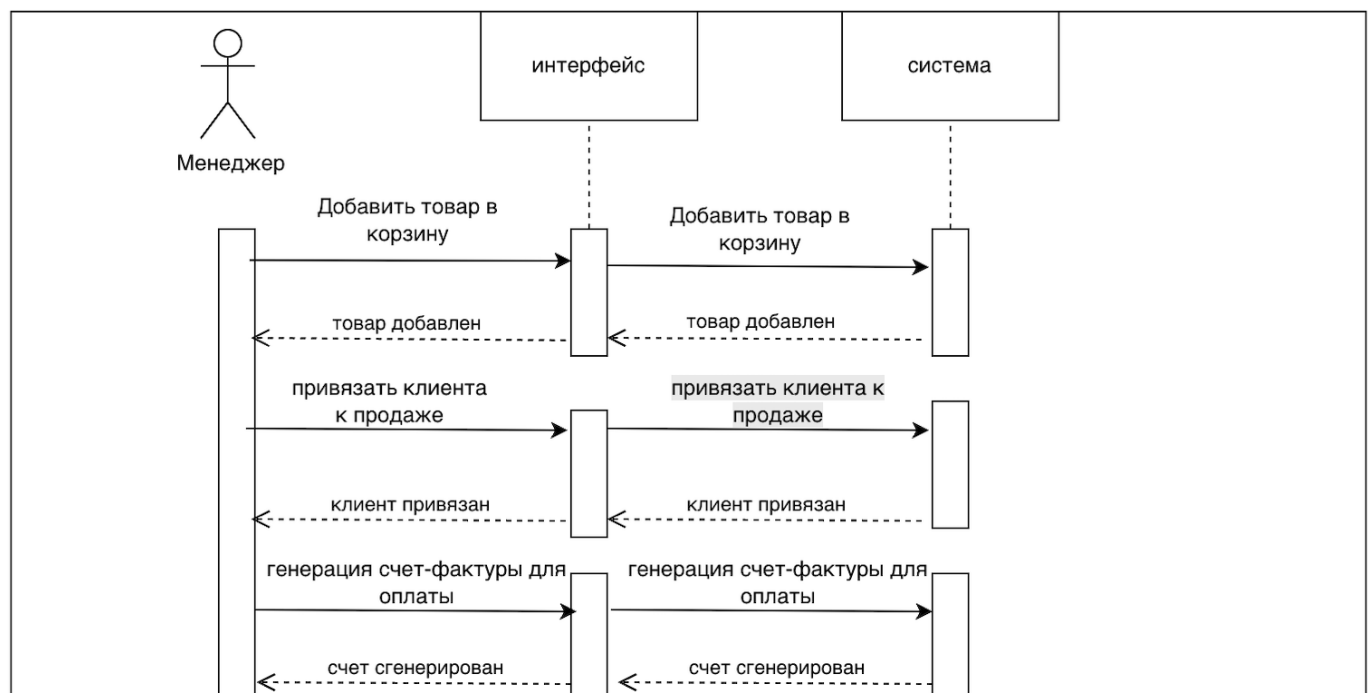 интерфейс
система
Менеджер
Добавить товар в
корзину
Добавить товар в
корзину
товар добавлен
товар добавлен
привязать клиента
к продаже
привязать клиента к
продаже
клиент привязан
клиент привязан
генерация счет-фактуры для
оплаты
генерация счет-фактуры для
оплаты
счет сгенерирован
счет сгенерирован